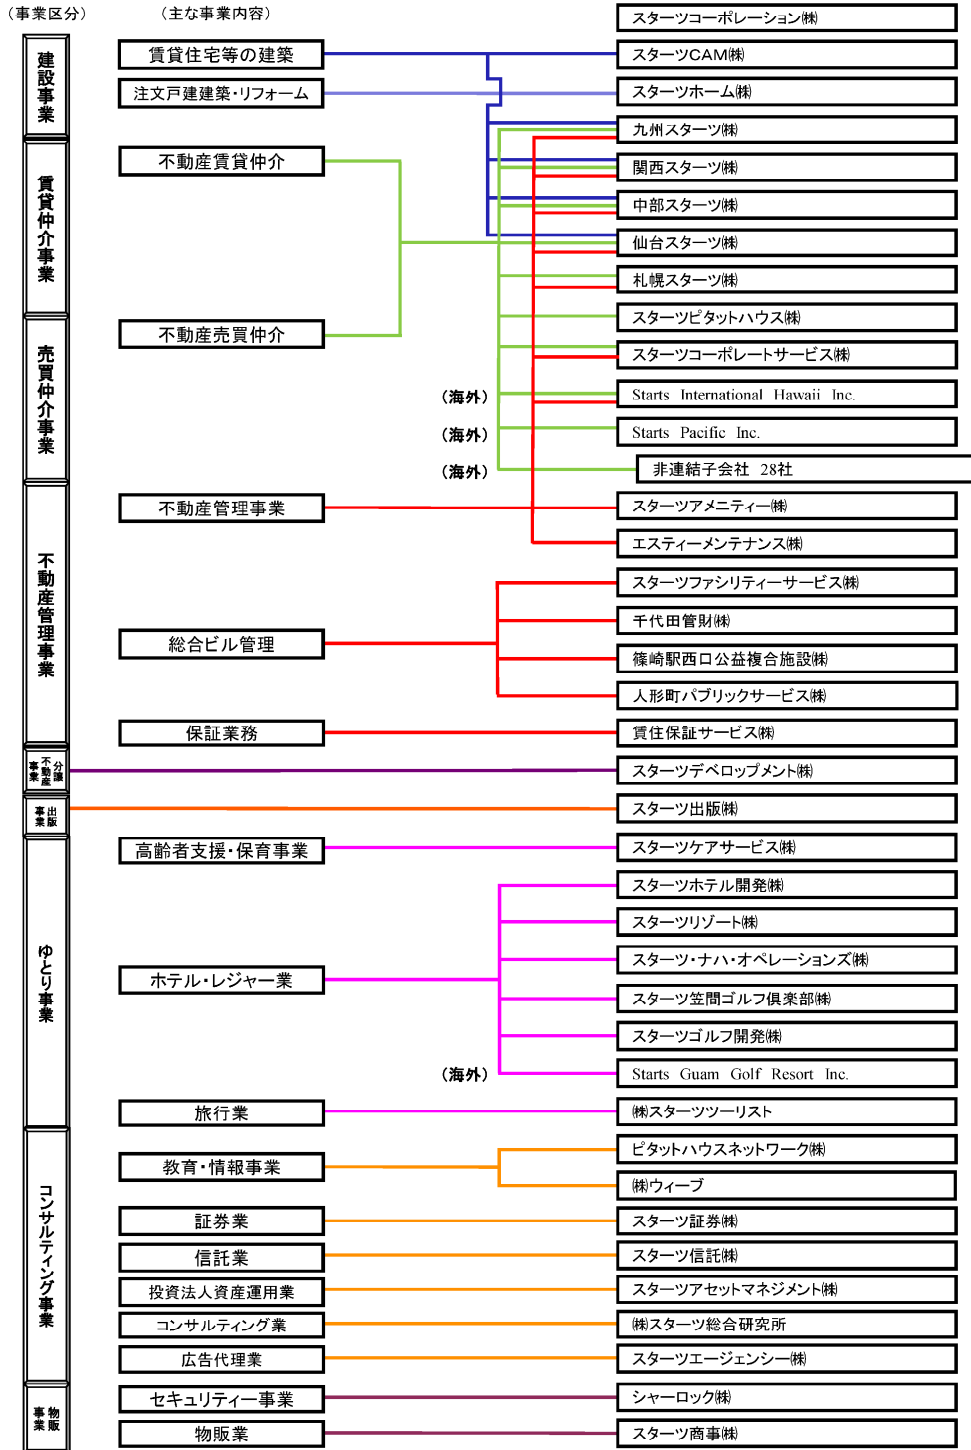 （事業区分）
（主な事業内容）
スターツコーポレーション㈱
建設事業
賃貸住宅等の建築
スターツCAM㈱
注文戸建建築・リフォーム
スターツホーム㈱
九州スターツ㈱
賃貸仲介事業
不動産賃貸仲介
関西スターツ㈱
中部スターツ㈱
仙台スターツ㈱
札幌スターツ㈱
スターツピタットハウス㈱
売買仲介事業
不動産売買仲介
スターツコーポレートサービス㈱
（海外）
Starts International Hawaii Inc.
（海外）
Starts Pacific Inc.
（海外）
非連結子会社 28社
不動産管理事業
不動産管理事業
スターツアメニティー㈱
エスティーメンテナンス㈱
スターツファシリティーサービス㈱
千代田管財㈱
総合ビル管理
篠崎駅西口公益複合施設㈱
人形町パブリックサービス㈱
保証業務
賃住保証サービス㈱
分譲不動産事業
スターツデベロップメント㈱
出版事業
スターツ出版㈱
ゆとり事業
高齢者支援・保育事業
スターツケアサービス㈱
スターツホテル開発㈱
スターツリゾート㈱
ホテル・レジャー業
スターツ・ナハ・オペレーションズ㈱
スターツ笠間ゴルフ倶楽部㈱
スターツゴルフ開発㈱
（海外）
Starts Guam Golf Resort Inc.
旅行業
㈱スターツツーリスト
コンサルティング事業
教育・情報事業
ピタットハウスネットワーク㈱
㈱ウィーブ
証券業
スターツ証券㈱
信託業
スターツ信託㈱
投資法人資産運用業
スターツアセットマネジメント㈱
コンサルティング業
㈱スターツ総合研究所
広告代理業
スターツエージェンシー㈱
物販事業
セキュリティー事業
シャーロック㈱
物販業
スターツ商事㈱